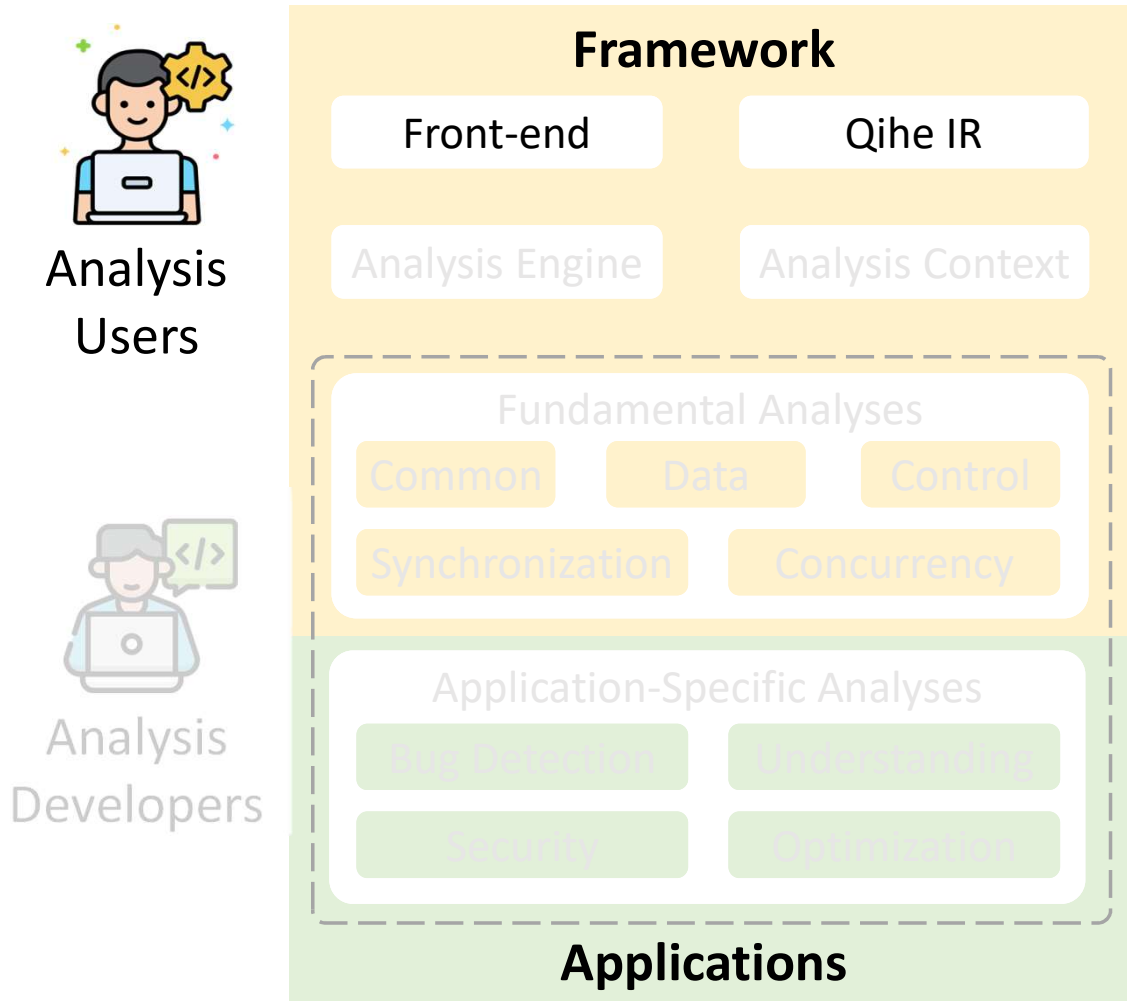 Framework
Front-end
Qihe IR
Analysis
Users
Analysis Engine
Analysis Context
Fundamental Analyses
Common
Data
Control
Synchronization
Concurrency
Analysis
Developers
Application-Specific Analyses
Bug Detection
Understanding
Security
Optimization
Applications